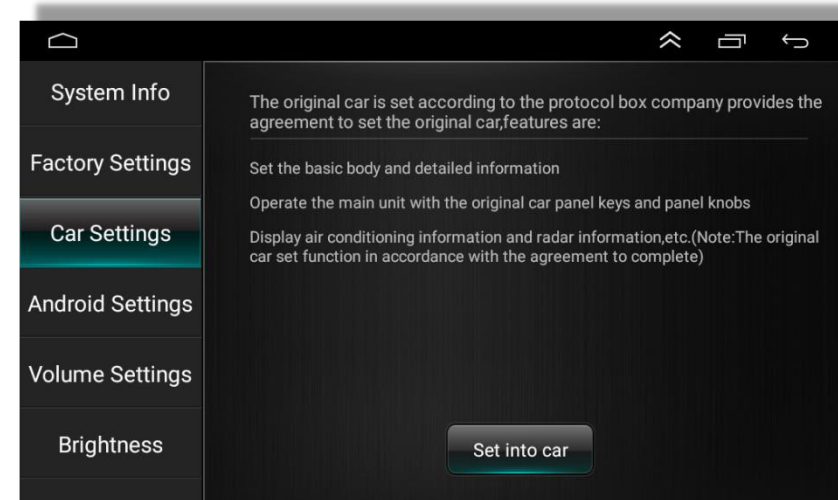 System Info
Factory Settings
Car Settings
Android Settings
Volume Settings
Brightness
The original car is set according to the protocol box company provides the
agreement to set the original car,features are:
Set the basic body and detailed information
Operate the main unit with the original car panel keys and panel knobs
Display air conditioning information and radar information,etc.(Note:The original
car set function in accordance with the agreement to complete)
Set into car